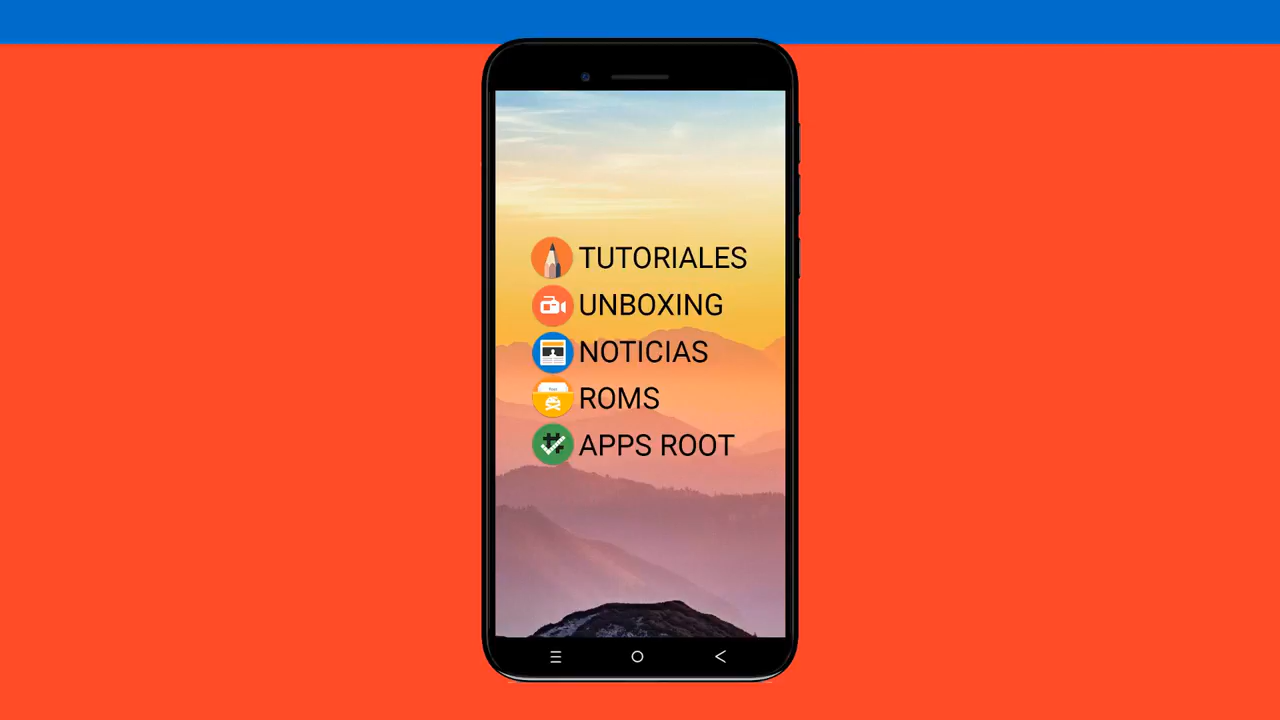 TUTORIALES
UNBOXING
NOTICIAS
ROMS
APPS ROOT